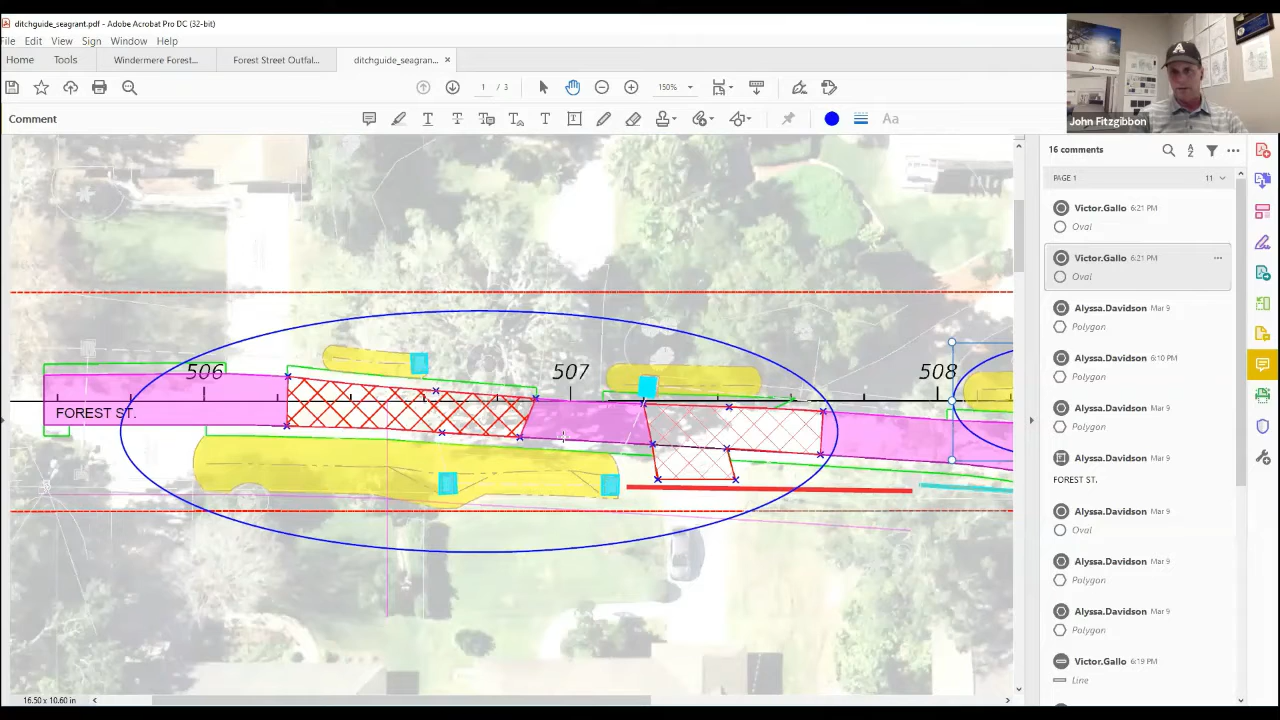 ditchguide_seagrant.pdf - Adobe Acrobat Pro DC (32-bit)
File Edit View Sign Window Help
Home Tools Windermere Forest... Forest Street Outfal... ditchguide_seagran... ×
1 / 3 150%
Comment
T T T T Aa
John Fitzgibbon
16 comments
PAGE 1 11
Victor.Gallo 6:21 PM
Oval
Victor.Gallo 6:21 PM
Oval
Alyssa.Davidson Mar 9
Polygon
Alyssa.Davidson 6:10 PM
Polygon
Alyssa.Davidson Mar 9
Polygon
Alyssa.Davidson Mar 9
FOREST ST.
Alyssa.Davidson Mar 9
Oval
Alyssa.Davidson Mar 9
Polygon
Alyssa.Davidson Mar 9
Polygon
Victor.Gallo 6:19 PM
Line
506 507 508
FOREST ST.
16.50 x 10.60 in